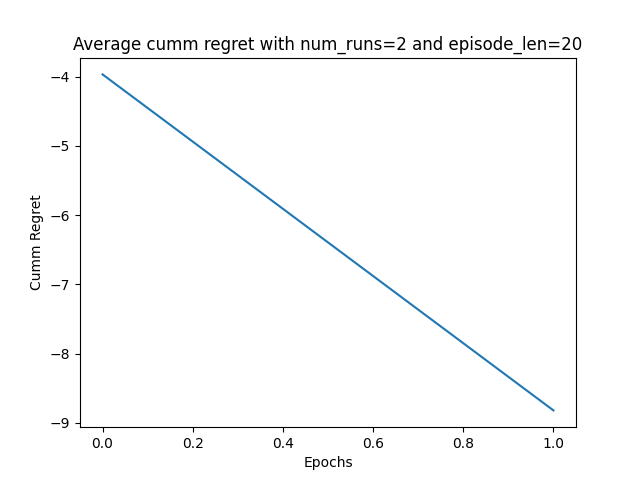 Average cumm regret with num_runs=2 and episode_len=20
−4
−5
−6
−7
−8
−9
Cumm Regret
0.0 0.2 0.4 0.6 0.8 1.0
Epochs